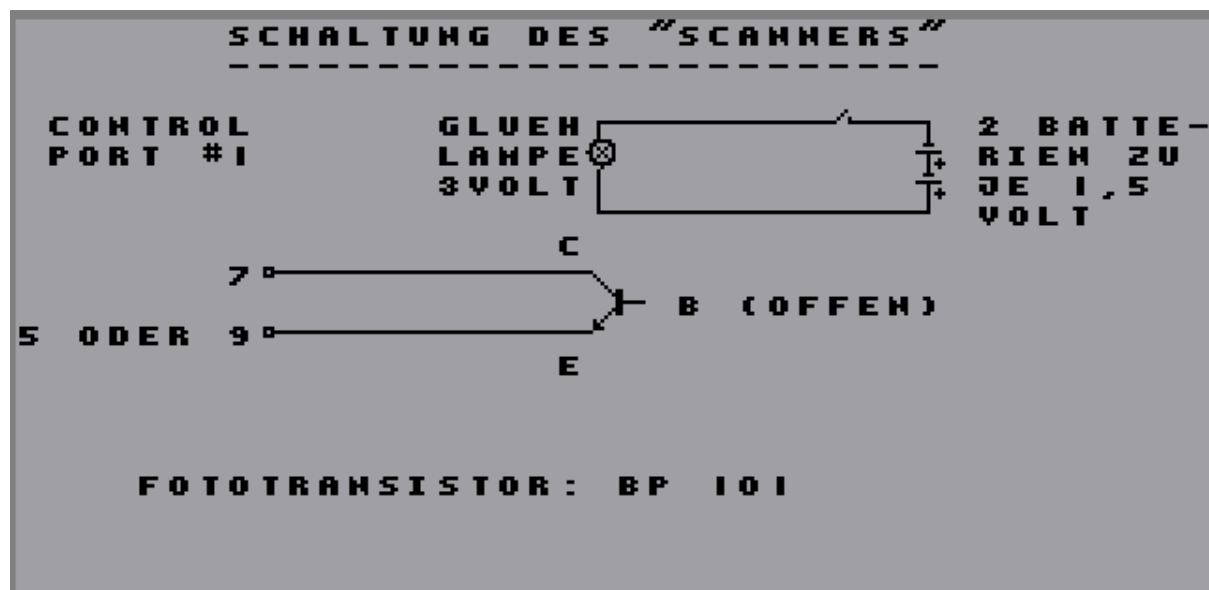 SCHALTUNG DES "SCANNERS"
CONTROL
PORT #1
GLUEH
LAMPE
3VOLT
2 BATTE-
RIEN ZU
JE 1,5
VOLT
C
7
B (OFFEN)
5 ODER 9
E
FOTOTRANSISTOR: BP 101